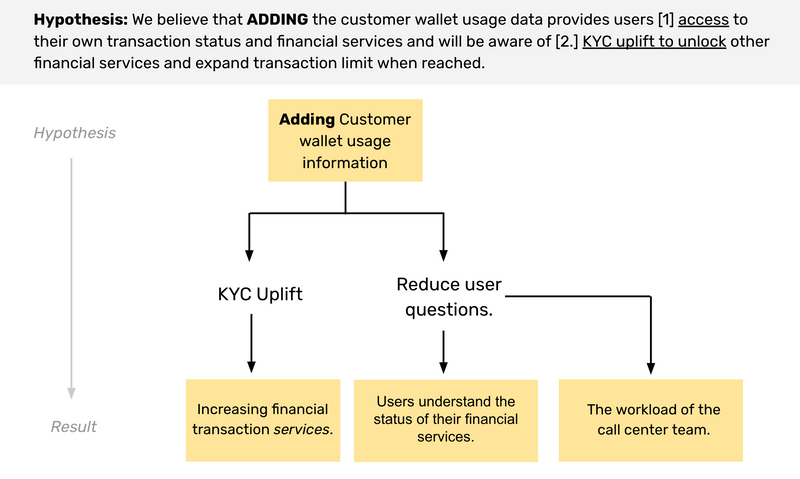 Hypothesis: We believe that ADDING the customer wallet usage data provides users [1] access to
their own transaction status and financial services and will be aware of [2.] KYC uplift to unlock other
financial services and expand transaction limit when reached.
Hypothesis
Adding Customer
wallet usage
information
KYC Uplift
Reduce user
questions.
Increasing financial
transaction services.
Users understand the
status of their financial
services.
The workload of the
call center team.
Result